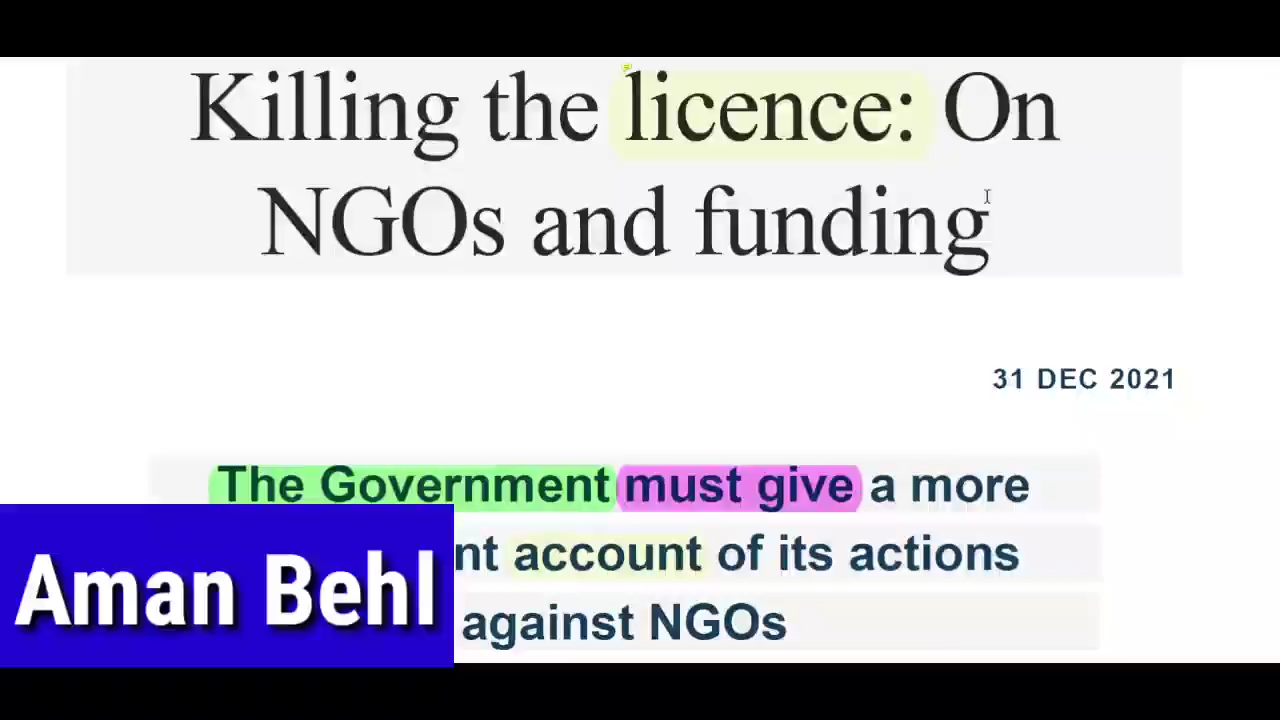 Killing the licence: On
NGOs and funding
31 DEC 2021
The Government must give a more
nt account of its actions
against NGOs
Aman Behl